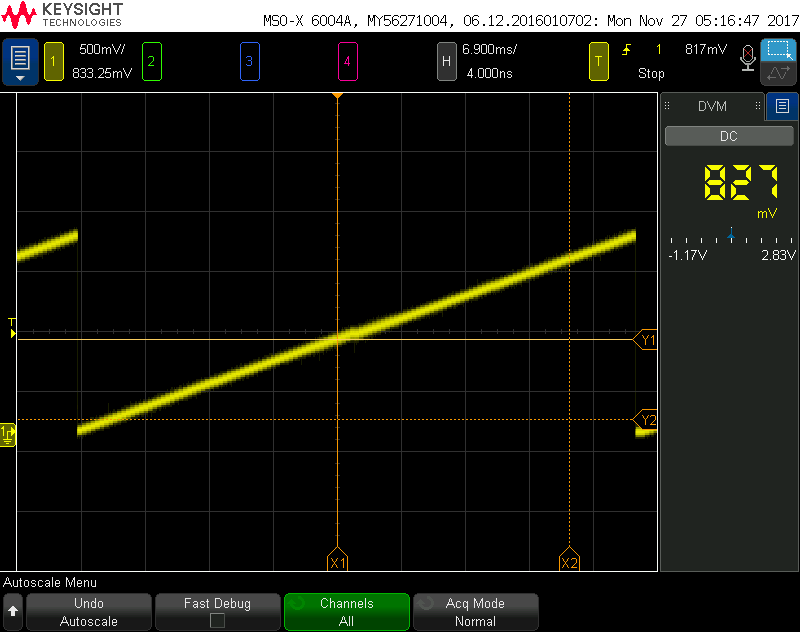 KEYSIGHT
TECHNOLOGIES
MSO-X 6004A, MY56271004, 06.12.2016010702: Mon Nov 27 05:16:47 2017
1 500mV/ 2 3 4 H 6.900ms/ T 1 817mV
833.25mV 4.000ns Stop
DVM
DC
827
mV
-1.17V 2.83V
T
Y1
1 Y2
X1 X2
Autoscale Menu
Undo Fast Debug Channels Acq Mode
Autoscale All Normal